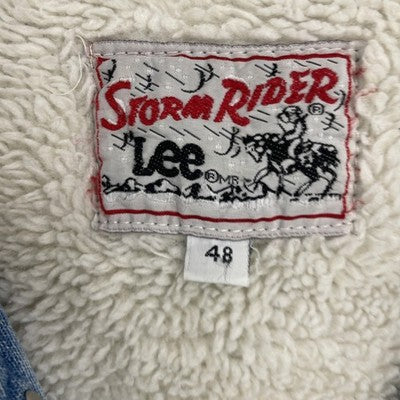 STORM RIDER
®
Lee ® MR
48